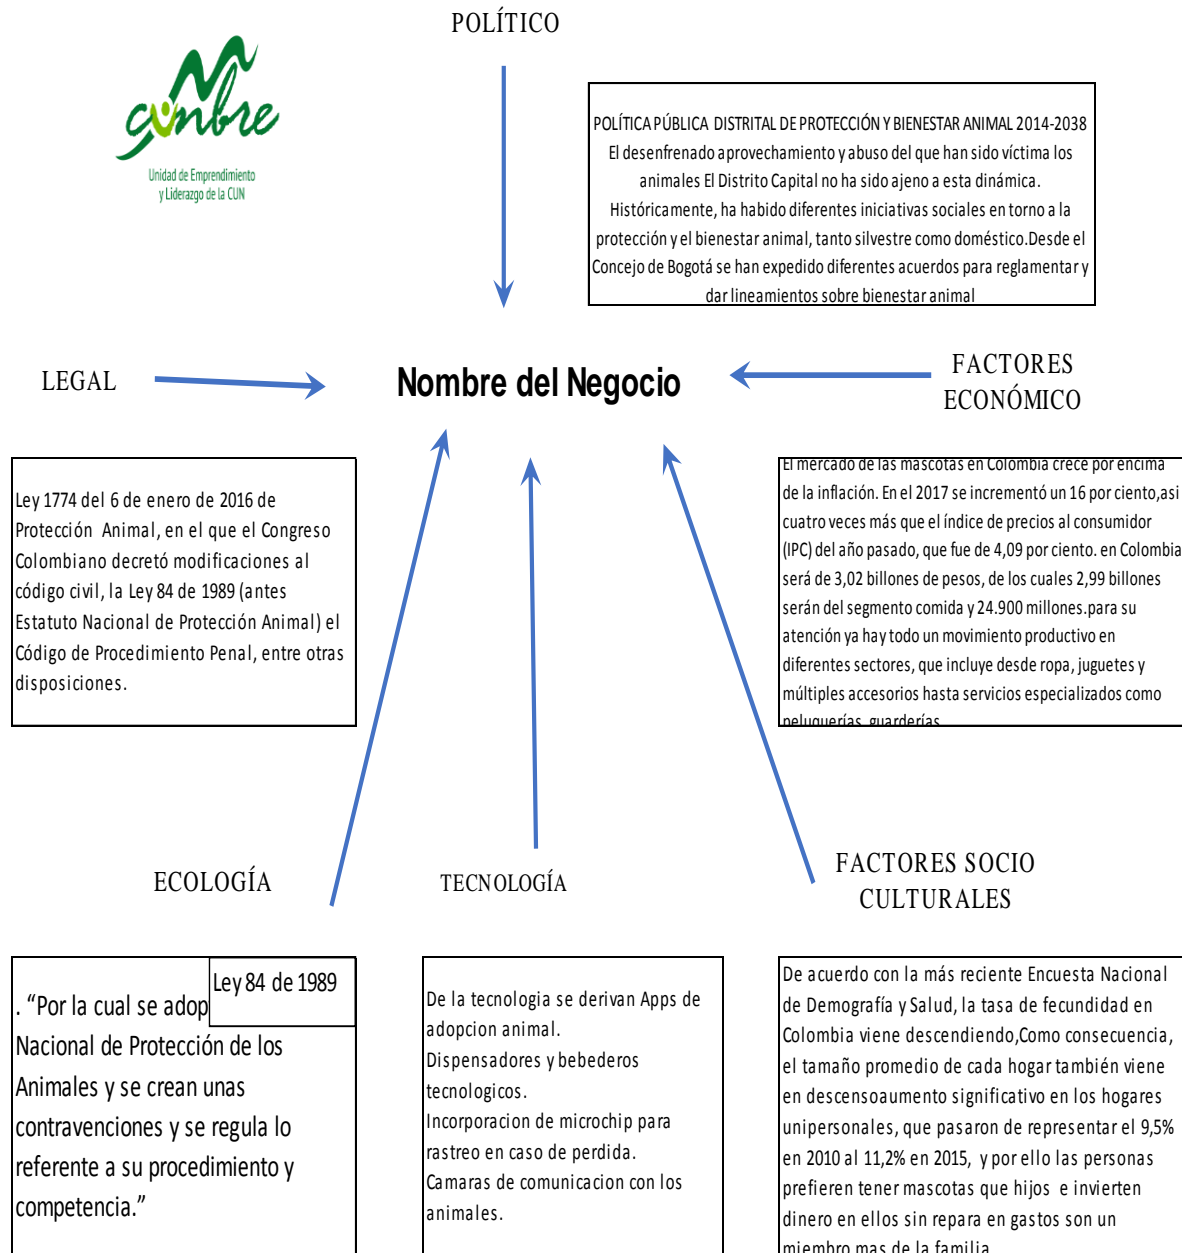 POLÍTICO
cumbre
Unidad de Emprendimiento
y Liderazgo de la CUN
POLÍTICA PÚBLICA DISTRITAL DE PROTECCIÓN Y BIENESTAR ANIMAL 2014-2038
El desenfrenado aprovechamiento y abuso del que han sido víctima los
animales El Distrito Capital no ha sido ajeno a esta dinámica.
Históricamente, ha habido diferentes iniciativas sociales en torno a la
protección y el bienestar animal, tanto silvestre como doméstico.Desde el
Concejo de Bogotá se han expedido diferentes acuerdos para reglamentar y
dar lineamientos sobre bienestar animal
LEGAL
Nombre del Negocio
FACTORES
ECONÓMICO
Ley 1774 del 6 de enero de 2016 de
Protección Animal, en el que el Congreso
Colombiano decretó modificaciones al
código civil, la Ley 84 de 1989 (antes
Estatuto Nacional de Protección Animal) el
Código de Procedimiento Penal, entre otras
disposiciones.
El mercado de las mascotas en Colombia crece por encima
de la inflación. En el 2017 se incrementó un 16 por ciento,asi
cuatro veces más que el índice de precios al consumidor
(IPC) del año pasado, que fue de 4,09 por ciento. en Colombia
será de 3,02 billones de pesos, de los cuales 2,99 billones
serán del segmento comida y 24.900 millones.para su
atención ya hay todo un movimiento productivo en
diferentes sectores, que incluye desde ropa, juguetes y
múltiples accesorios hasta servicios especializados como
peluquerías, guarderías
ECOLOGÍA
TECNOLOGÍA
FACTORES SOCIO
CULTURALES
Ley 84 de 1989
. “Por la cual se adop
Nacional de Protección de los
Animales y se crean unas
contravenciones y se regula lo
referente a su procedimiento y
competencia.”
De la tecnologia se derivan Apps de
adopcion animal.
Dispensadores y bebederos
tecnologicos.
Incorporacion de microchip para
rastreo en caso de perdida.
Camaras de comunicacion con los
animales.
De acuerdo con la más reciente Encuesta Nacional
de Demografía y Salud, la tasa de fecundidad en
Colombia viene descendiendo,Como consecuencia,
el tamaño promedio de cada hogar también viene
en descensoaumento significativo en los hogares
unipersonales, que pasaron de representar el 9,5%
en 2010 al 11,2% en 2015, y por ello las personas
prefieren tener mascotas que hijos e invierten
dinero en ellos sin repara en gastos son un
miembro mas de la familia